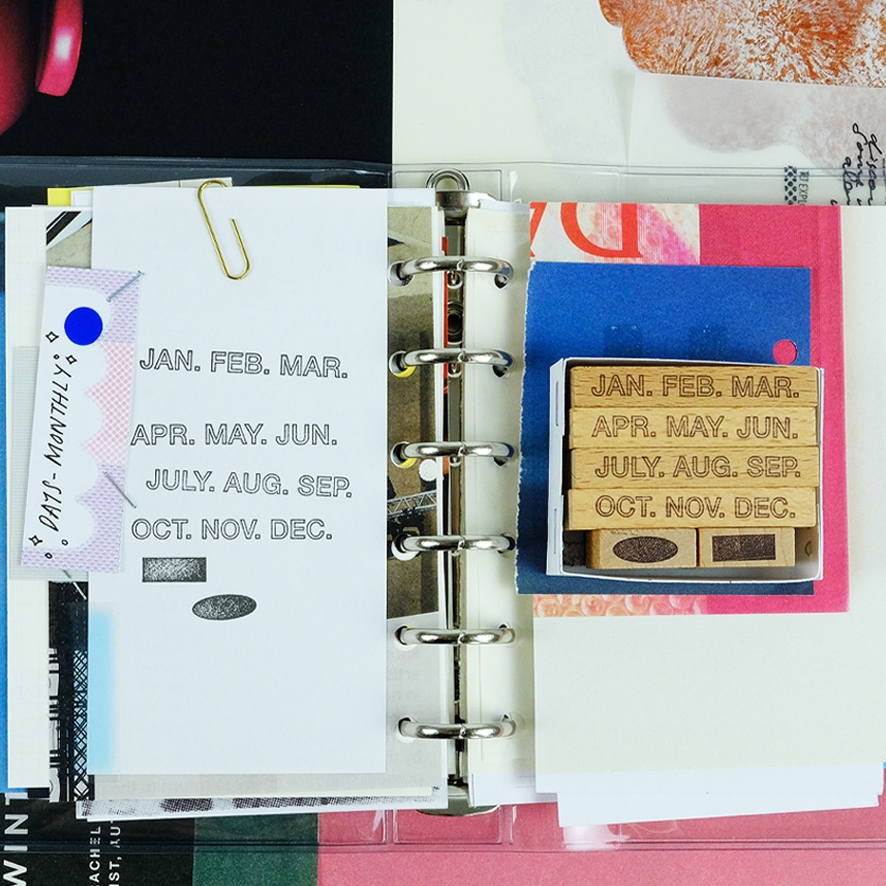 DAYS-MONTHLY
JAN. FEB. MAR.
APR. MAY. JUN.
JULY. AUG. SEP.
OCT. NOV. DEC.
JAN. FEB. MAR.
APR. MAY. JUN.
JULY. AUG. SEP.
OCT. NOV. DEC.